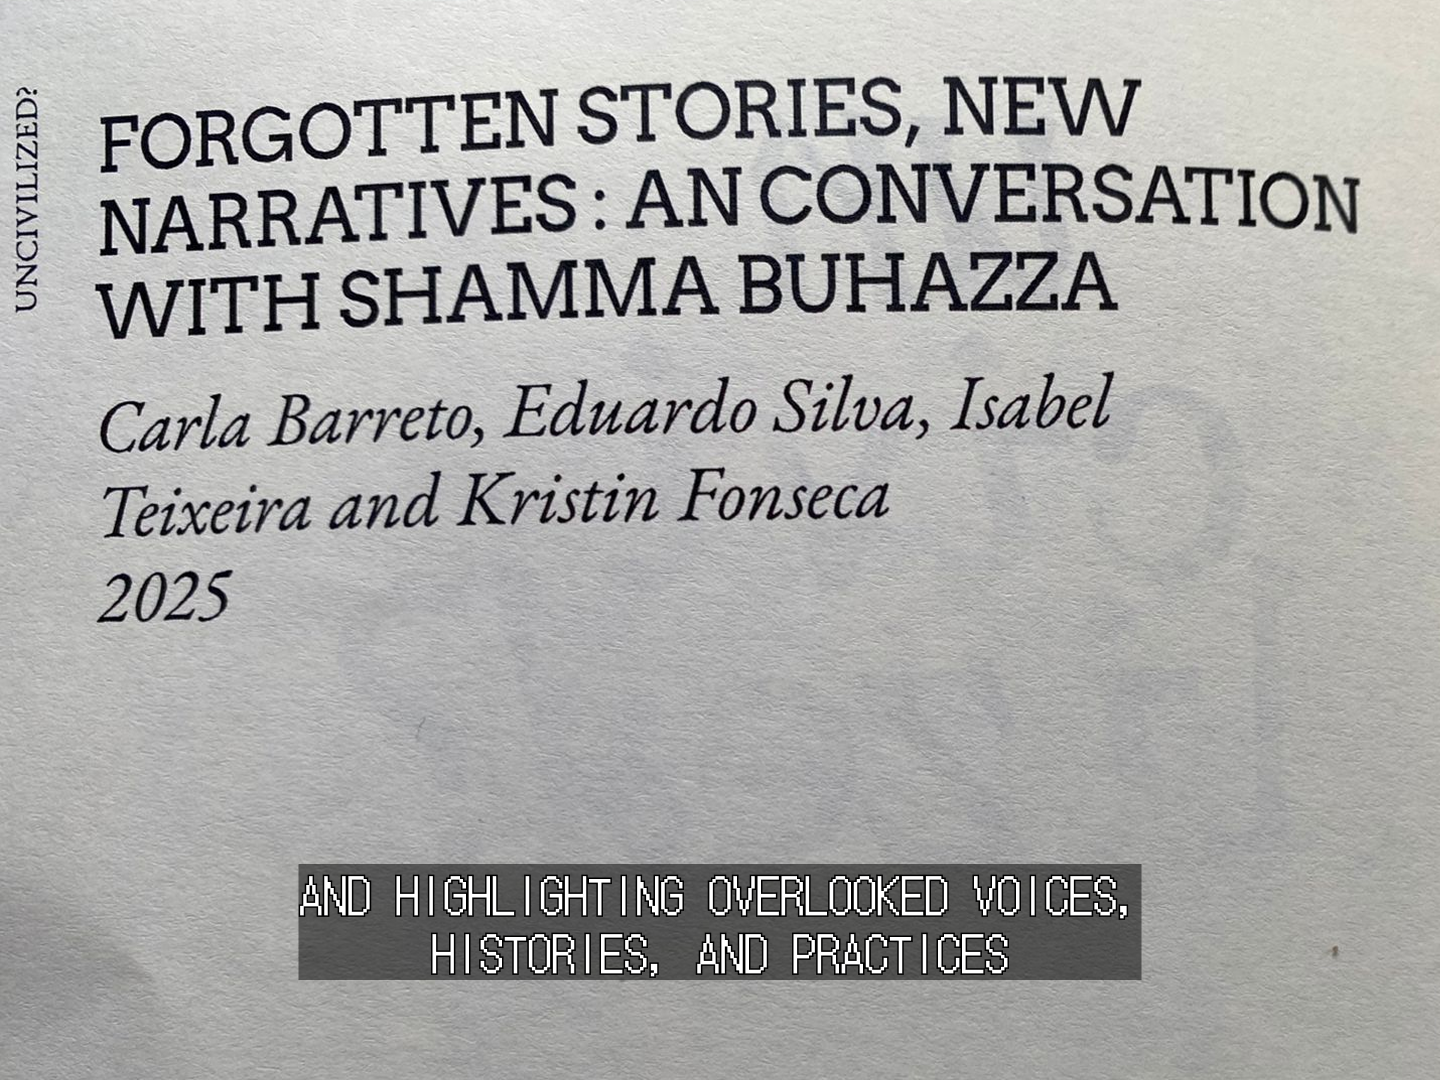 UNCIVILIZED?
FORGOTTEN STORIES, NEW
NARRATIVES : AN CONVERSATION
WITH SHAMMA BUHAZZA
Carla Barreto, Eduardo Silva, Isabel
Teixeira and Kristin Fonseca
2025
AND HIGHLIGHTING OVERLOOKED VOICES,
HISTORIES, AND PRACTICES